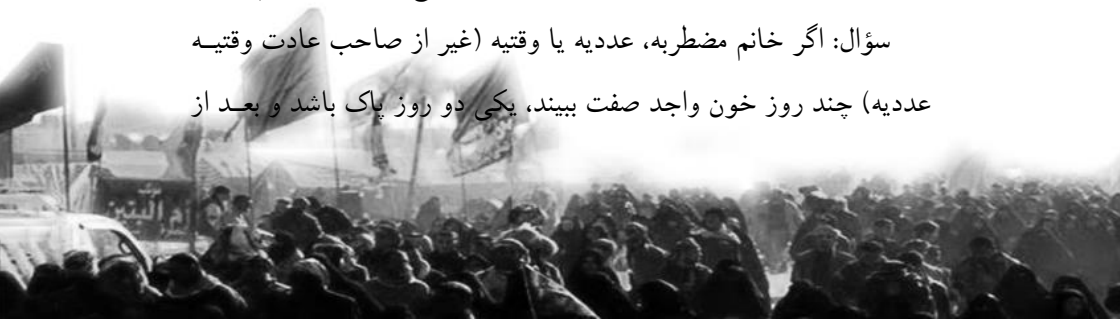 سؤال: اگر خانم مضطربه، عددیه یا وقتیه (غیر از صاحب عادت وقتیـه
عددیه) چند روز خون واجد صفت ببیند، یکی دو روز پاک باشد و بعـد از